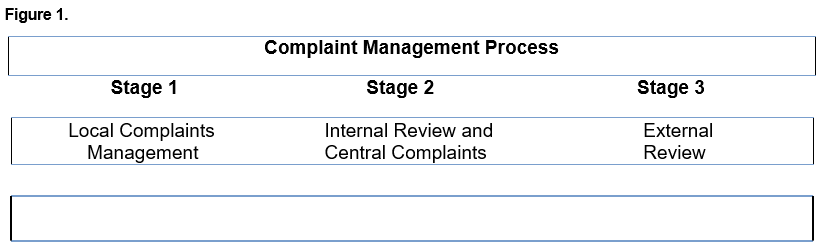 Figure 1.
Complaint Management Process
Stage 1 Stage 2 Stage 3
Local Complaints Internal Review and External
Management Central Complaints Review